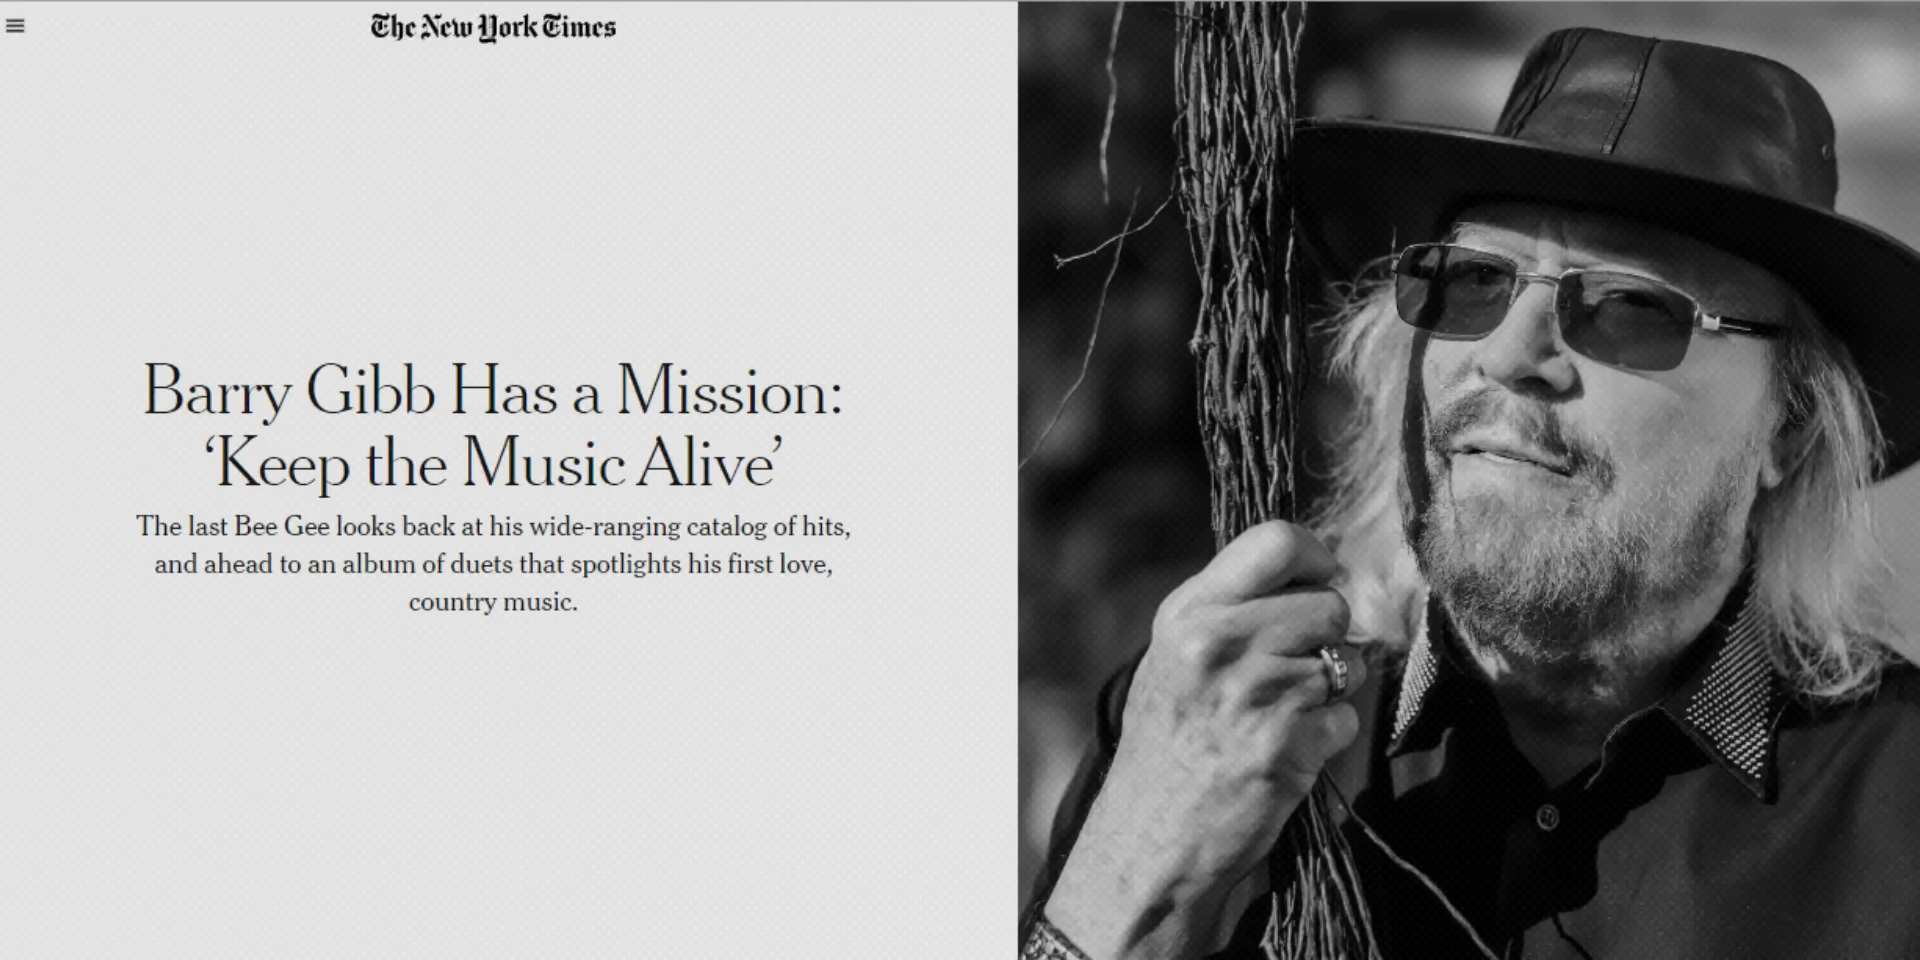 The New York Times
Barry Gibb Has a Mission:
‘Keep the Music Alive’
The last Bee Gee looks back at his wide-ranging catalog of hits,
and ahead to an album of duets that spotlights his first love,
country music.